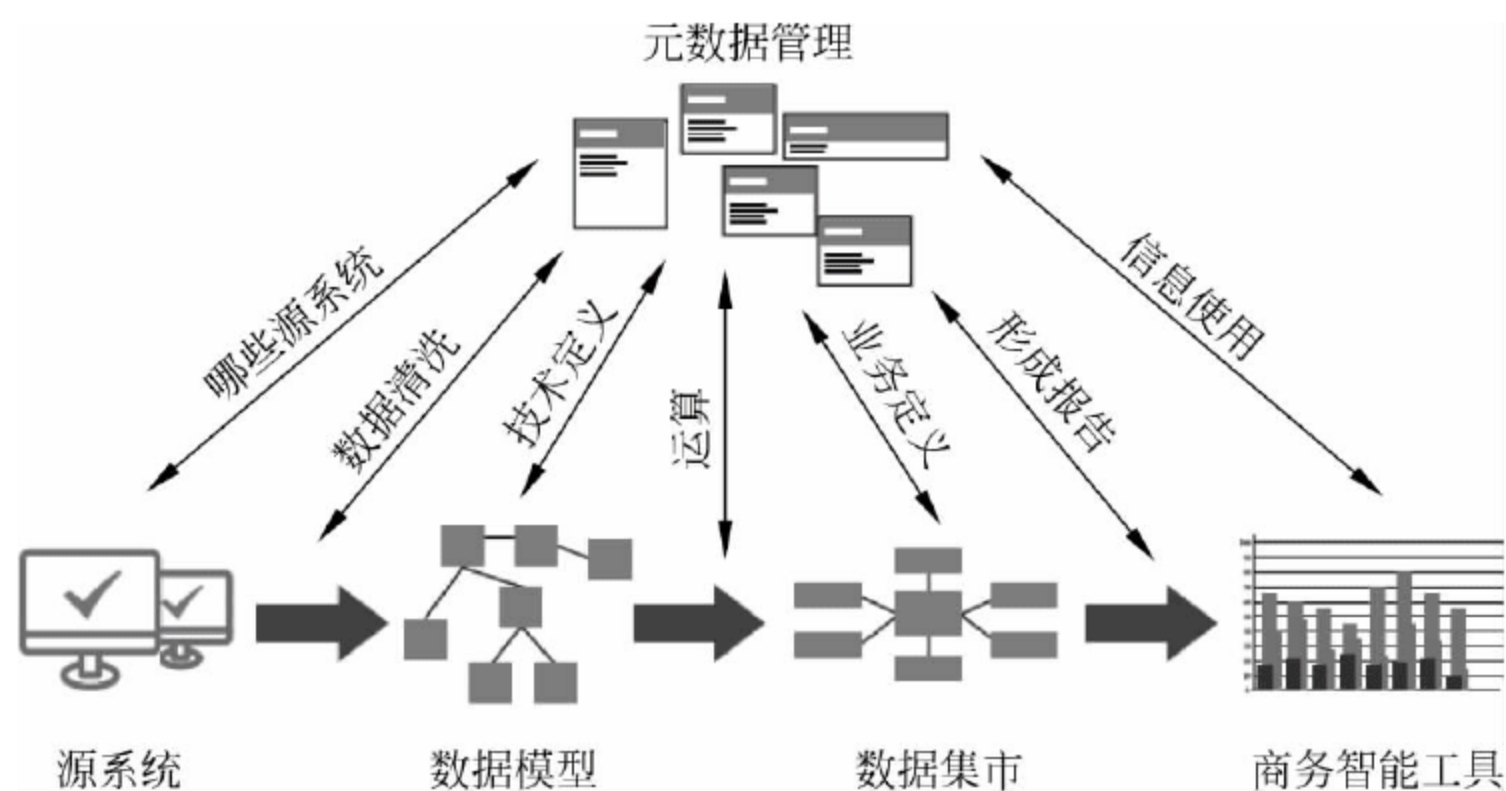 元数据管理
哪些源系统
数据清洗
技术定义
运算
业务定义
形成报告
信息使用
源系统
数据模型
数据集市
商务智能工具